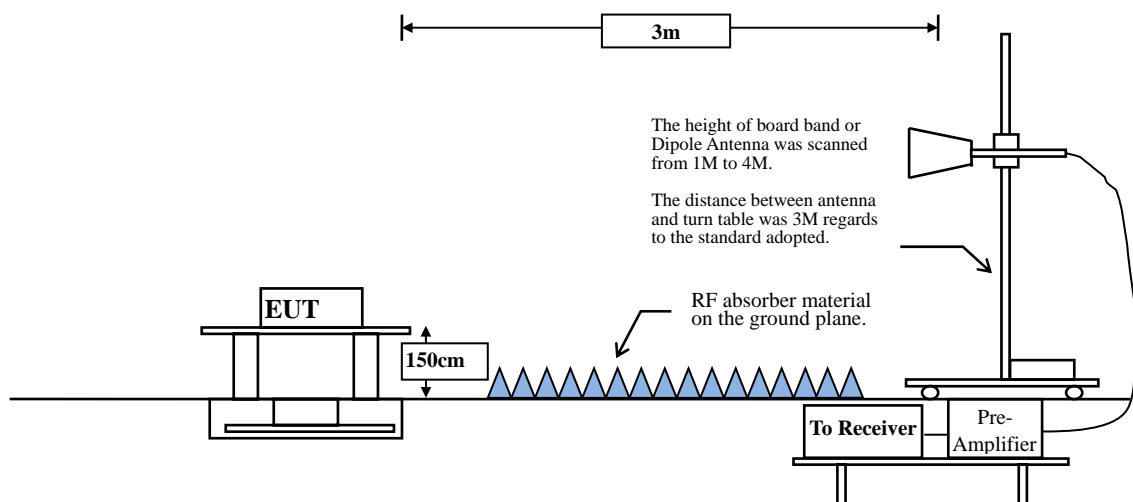 3m
The height of board band or
Dipole Antenna was scanned
from 1M to 4M.
The distance between antenna
and turn table was 3M regards
to the standard adopted.
EUT
RF absorber material
on the ground plane.
150cm
To Receiver
Pre-
Amplifier